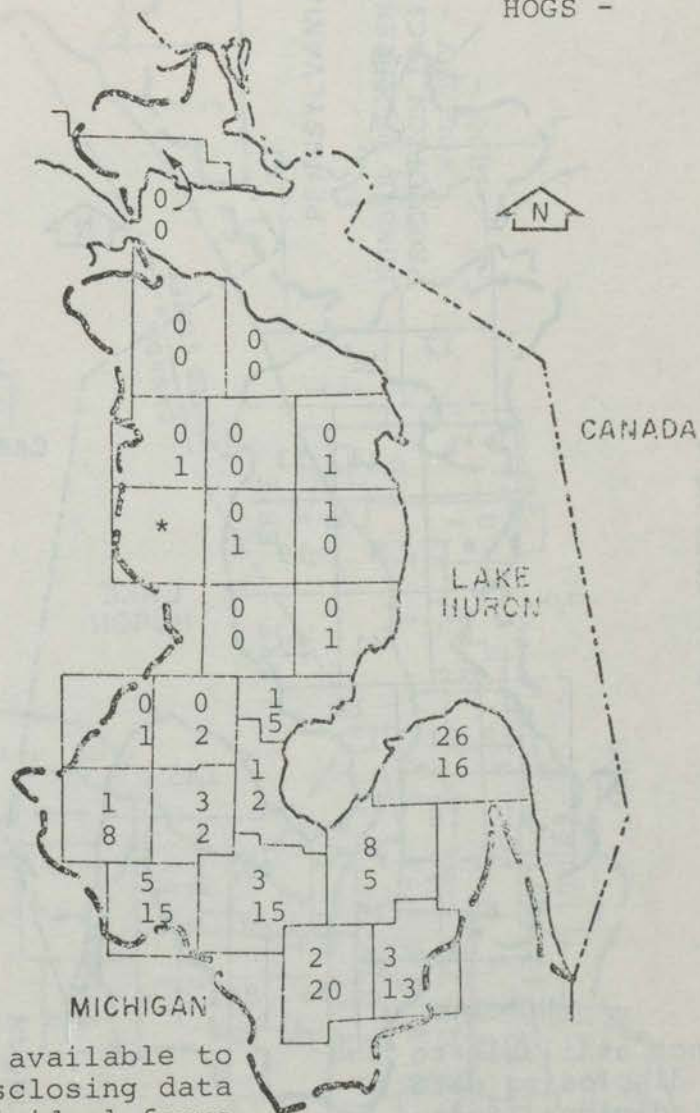 HOGS -
N
0
0
0 0
0 0
CANADA
0 0 0
1 0 1
* 0 1
1 0
LAKE
HURON
0 0
0 1
0 0 1
1 2 5
26
16
1
2
1 3
8 2
8
5
5 3
15 15
2 3
20 13
MICHIGAN
available to
sclosing data